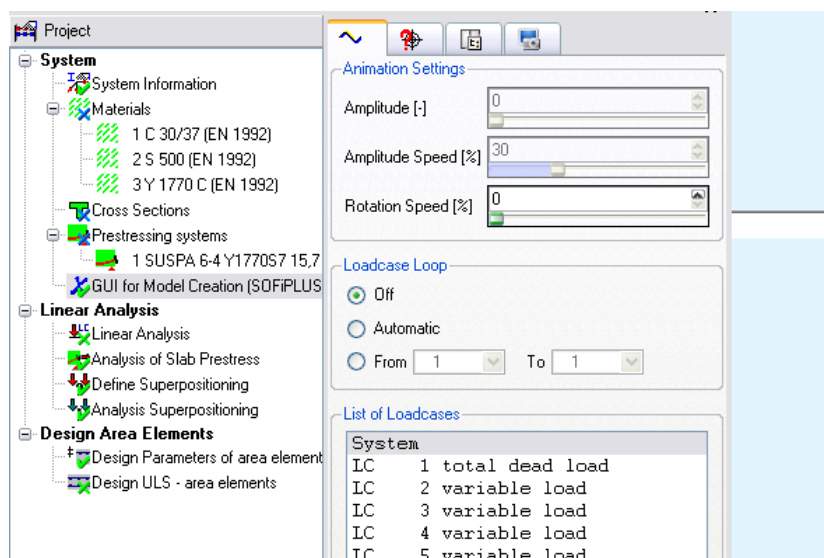 Project
System
System Information
Materials
1 C 30/37 (EN 1992)
2 S 500 (EN 1992)
3 Y 1770 C (EN 1992)
Cross Sections
Prestressing systems
1 SUSPA 6-4 Y1770S7 15,7
GUI for Model Creation (SOFiPLUS
Linear Analysis
Linear Analysis
Analysis of Slab Prestress
Define Superpositioning
Analysis Superpositioning
Design Area Elements
Design Parameters of area element
Design ULS - area elements
Animation Settings
Amplitude [-] 0
Amplitude Speed [%] 30
Rotation Speed [%] 0
Loadcase Loop
Off
Automatic
From 1 To 1
List of Loadcases
System
LC 1 total dead load
LC 2 variable load
LC 3 variable load
LC 4 variable load
LC 5 variable load